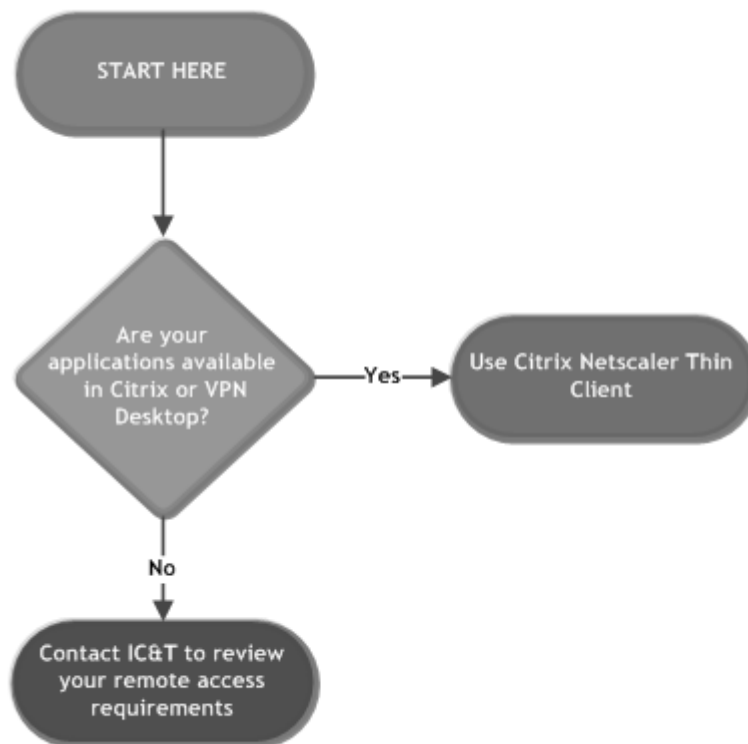 START HERE
Are your
applications available
in Citrix or VPN
Desktop?
Yes
Use Citrix Netscaler Thin
Client
No
Contact IC&T to review
your remote access
requirements